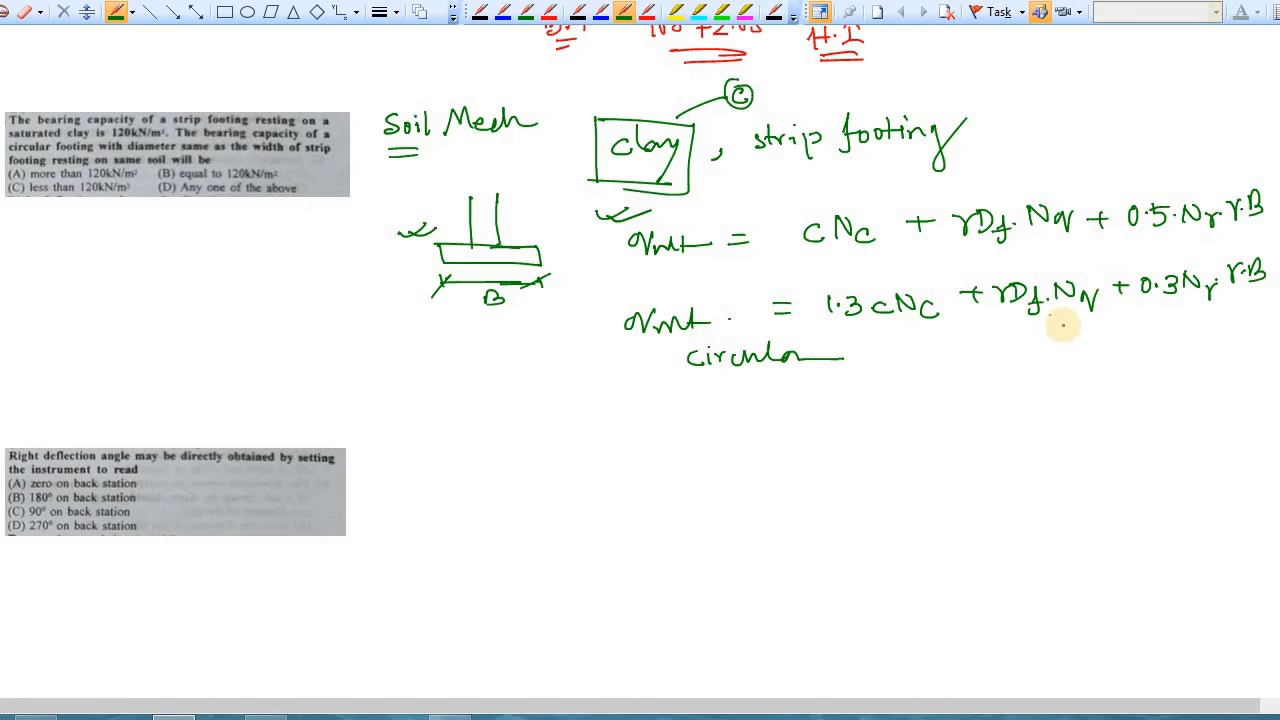 Task
A
No +2.No
H.I
The bearing capacity of a strip footing resting on a
saturated clay is 120kN/m². The bearing capacity of a
circular footing with diameter same as the width of strip
footing resting on same soil will be
(A) more than 120kN/m² (B) equal to 120kN/m²
(C) less than 120kN/m² (D) Any one of the above
Soil Mech
clay
C
, strip footing
B
qult = cNc + γDf.Nq + 0.5.Nγ.γ.B
qult = 1.3 cNc + γDf.Nq + 0.3Nγ.γ.B
circular
Right deflection angle may be directly obtained by setting
the instrument to read
(A) zero on back station
(B) 180° on back station
(C) 90° on back station
(D) 270° on back station